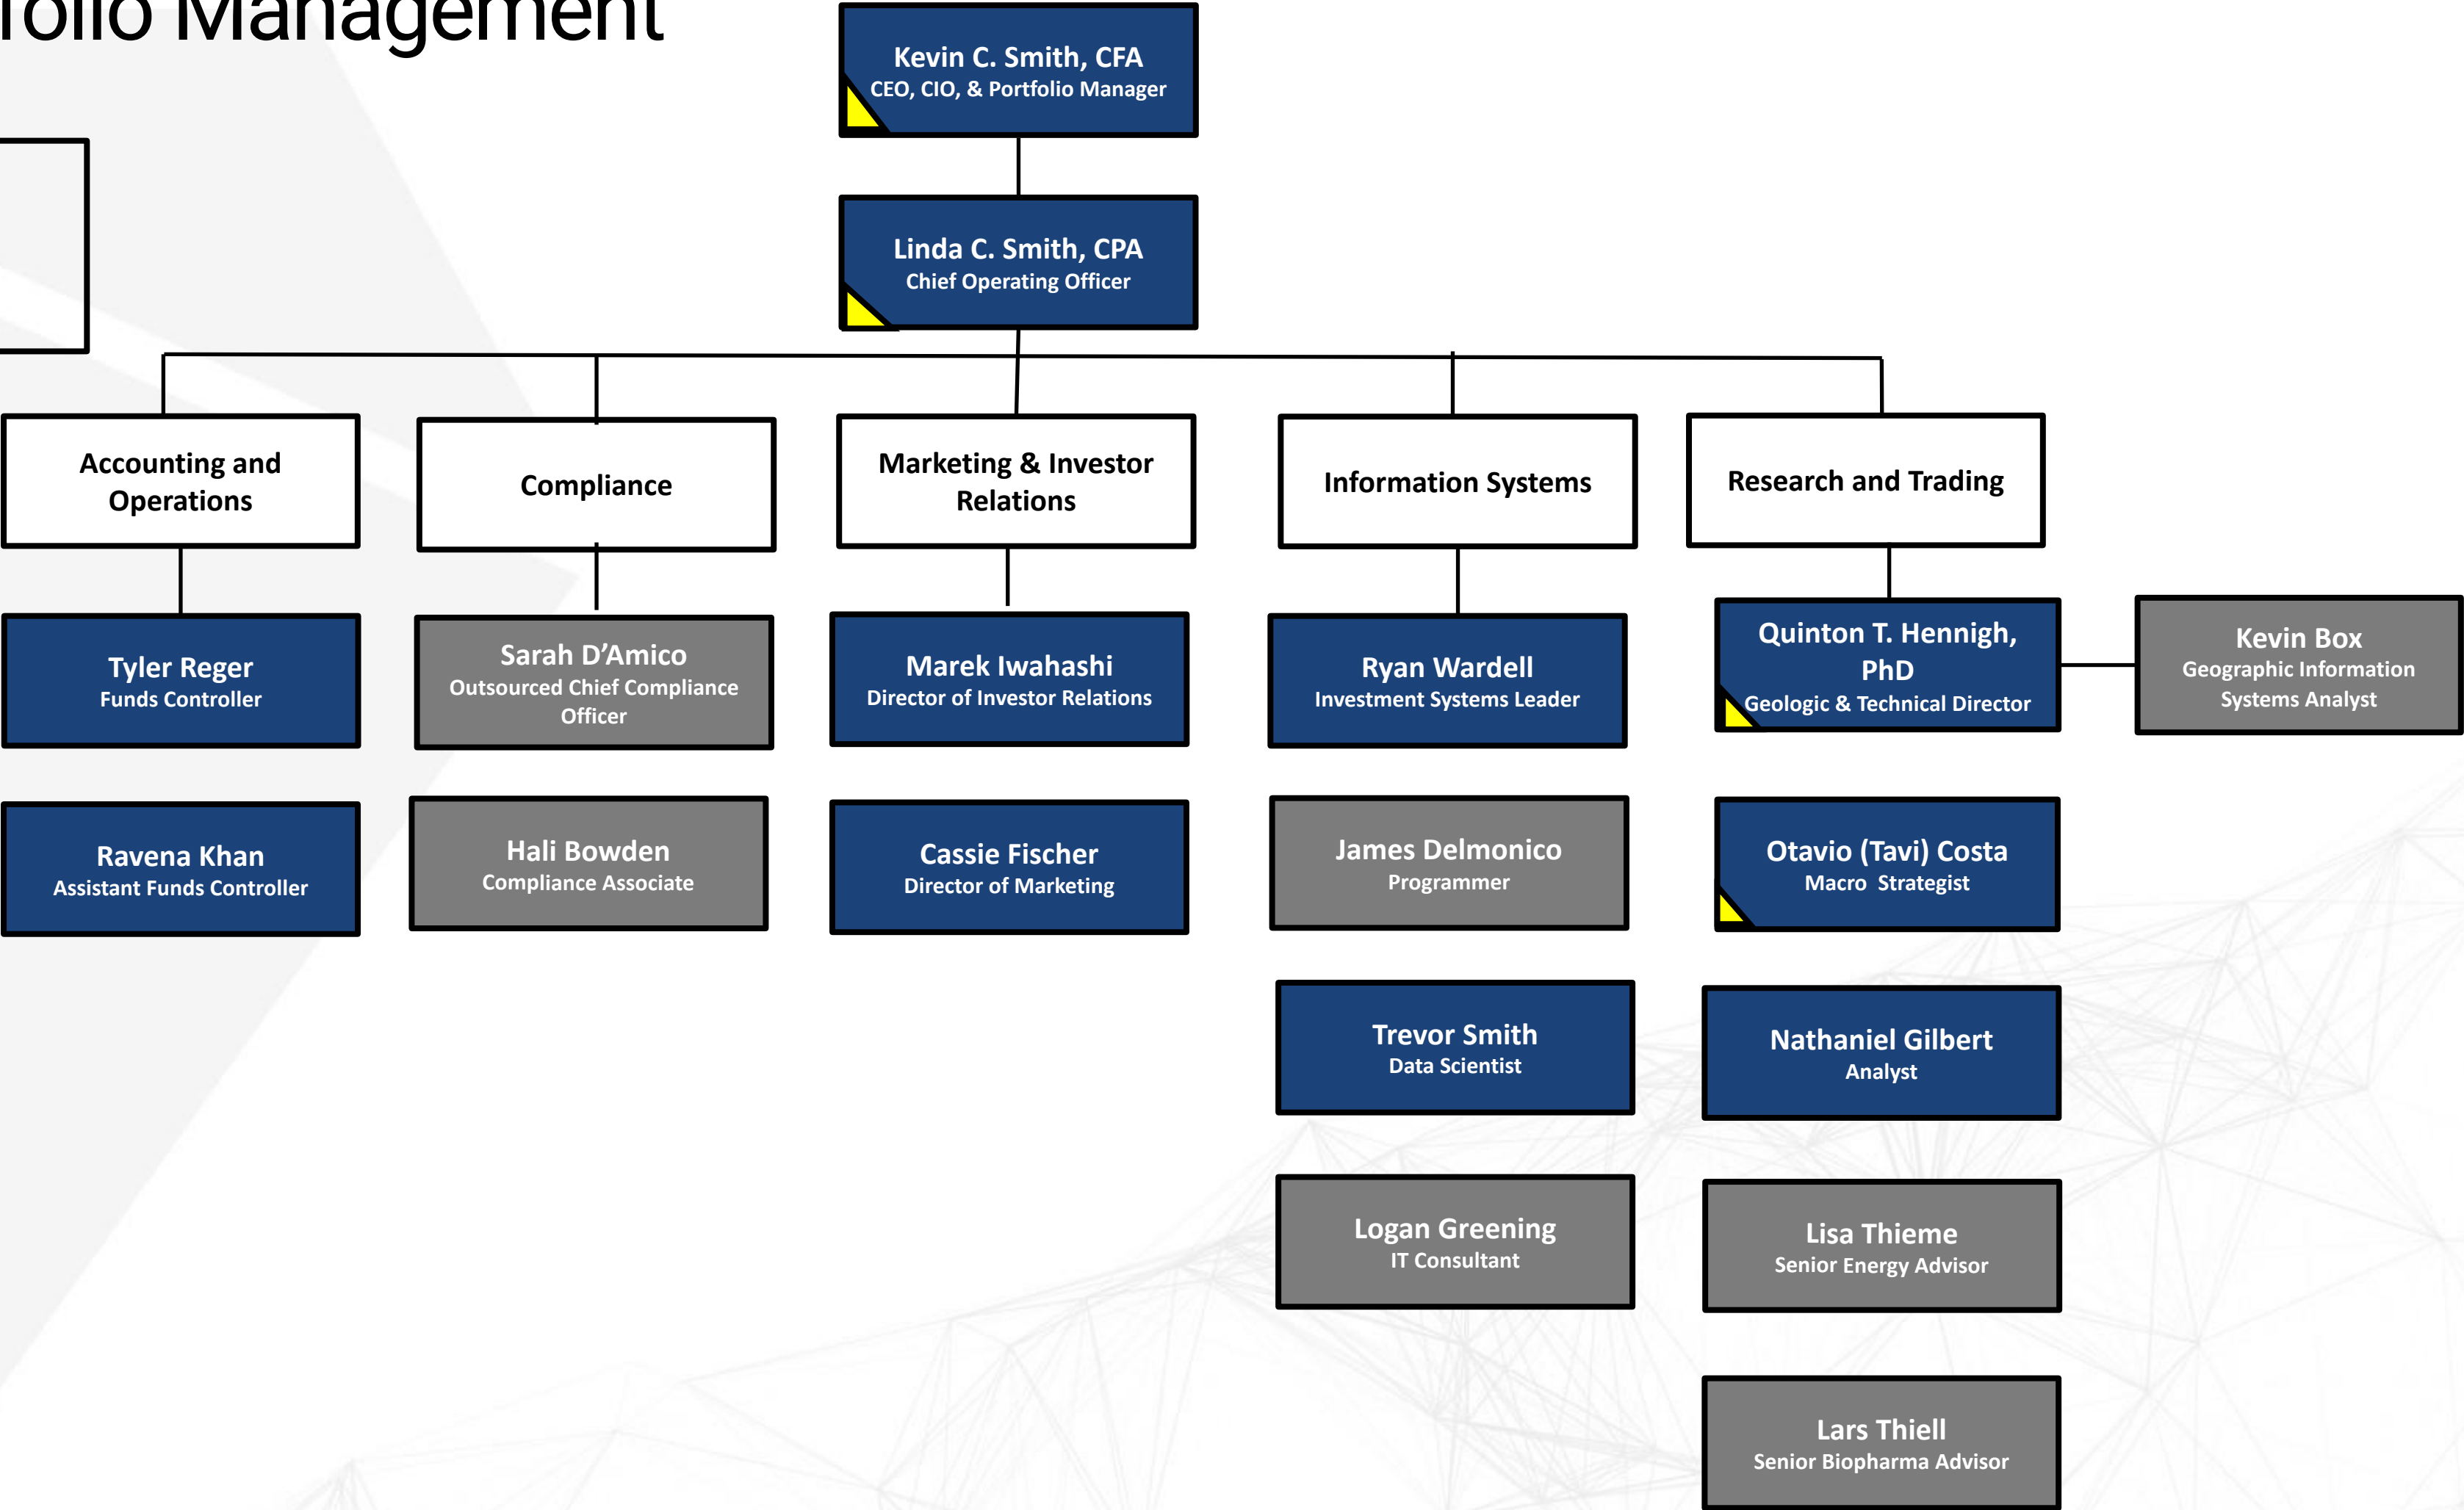 folio Management
Kevin C. Smith, CFA
CEO, CIO, & Portfolio Manager
Linda C. Smith, CPA
Chief Operating Officer
Accounting and
Operations
Compliance
Marketing & Investor
Relations
Information Systems
Research and Trading
Tyler Reger
Funds Controller
Sarah D’Amico
Outsourced Chief Compliance
Officer
Marek Iwahashi
Director of Investor Relations
Ryan Wardell
Investment Systems Leader
Quinton T. Hennigh,
PhD
Geologic & Technical Director
Kevin Box
Geographic Information
Systems Analyst
Ravena Khan
Assistant Funds Controller
Hali Bowden
Compliance Associate
Cassie Fischer
Director of Marketing
James Delmonico
Programmer
Otavio (Tavi) Costa
Macro Strategist
Trevor Smith
Data Scientist
Nathaniel Gilbert
Analyst
Logan Greening
IT Consultant
Lisa Thieme
Senior Energy Advisor
Lars Thiell
Senior Biopharma Advisor